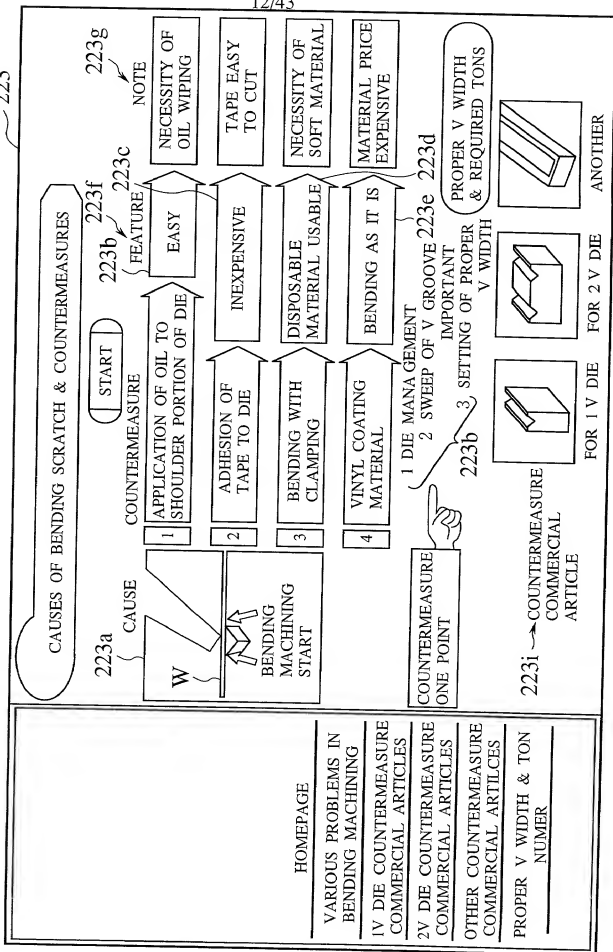 12/43
223
HOMEPAGE
VARIOUS PROBLEMS IN
BENDING MACHINING
1V DIE COUNTERMEASURE
COMMERCIAL ARTICLES
2V DIE COUNTERMEASURE
COMMERCIAL ARTICLES
OTHER COUNTERMEASURE
COMMERCIAL ARTILCES
PROPER V WIDTH & TON
NUMER
CAUSES OF BENDING SCRATCH & COUNTERMEASURES
START
223a
CAUSE
W
BENDING
MACHINING
START
COUNTERMEASURE
223b
223f
FEATURE
223c
223g
NOTE
1
APPLICATION OF OIL TO
SHOULDER PORTION OF DIE
EASY
NECESSITY OF
OIL WIPING
2
ADHESION OF
TAPE TO DIE
INEXPENSIVE
TAPE EASY
TO CUT
3
BENDING WITH
CLAMPING
DISPOSABLE
MATERIAL USABLE
NECESSITY OF
SOFT MATERIAL
4
VINYL COATING
MATERIAL
BENDING AS IT IS
MATERIAL PRICE
EXPENSIVE
223d
223e
COUNTERMEASURE
ONE POINT
1 DIE MANAGEMENT
2 SWEEP OF V GROOVE
IMPORTANT
3 SETTING OF PROPER
V WIDTH
223b
PROPER V WIDTH
& REQUIRED TONS
223i
COUNTERMEASURE
COMMERCIAL
ARTICLE
FOR 1 V DIE
FOR 2 V DIE
ANOTHER